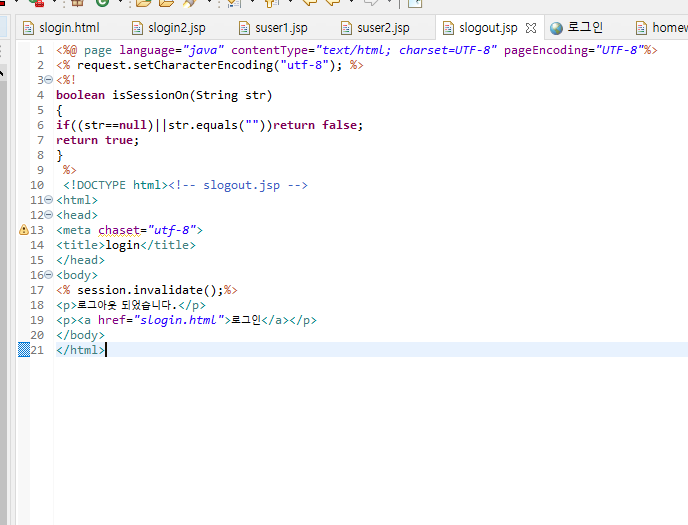 slogin.html slogin2.jsp suser1.jsp suser2.jsp slogout.jsp 로그인 homew
1 <%@ page language="java" contentType="text/html; charset=UTF-8" pageEncoding="UTF-8"%>
2 <% request.setCharacterEncoding("utf-8"); %>
3 <%!
4 boolean isSessionOn(String str)
5 {
6 if((str==null)||str.equals(""))return false;
7 return true;
8 }
9 %>
10 <!DOCTYPE html><!-- slogout.jsp -->
11 <html>
12 <head>
13 <meta chaset="utf-8">
14 <title>login</title>
15 </head>
16 <body>
17 <% session.invalidate();%>
18 <p>로그아웃 되었습니다.</p>
19 <p><a href="slogin.html">로그인</a></p>
20 </body>
21 </html>